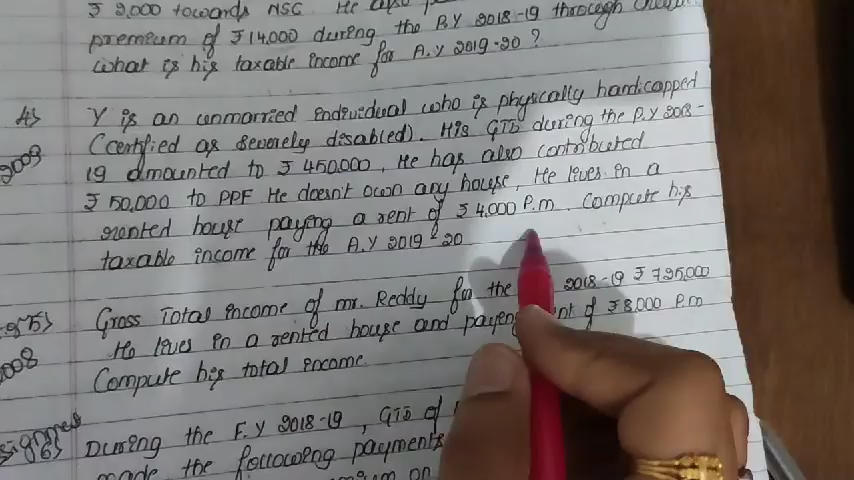 ₹ 2,000 towards NSC. He also
premium of ₹ 14,000 during the P.Y 2018-19 through
what is his taxable income for A.Y 2019-20 ?
4) Y is an unmarried individual who is physically handicapped
(certified as severely disabled). His GTI during the P.Y 2018-
2009
19 amounted to ₹ 450,000, He has also contributed
₹ 50,000 to PPF He doesn't own any house, He lives in a
rented house paying a rent of ₹ 4,000 P.m. Compute his
taxable income for the A.Y 2019-20
5) Gross Total income of mr. Reddy for the 2018-19 ₹ 725,000
He lives in a rented house and paying of ₹ 8,000 P.m
2008
Compute his total income.
6) During the F.Y 2018-19, GTI of
made the following payments
on